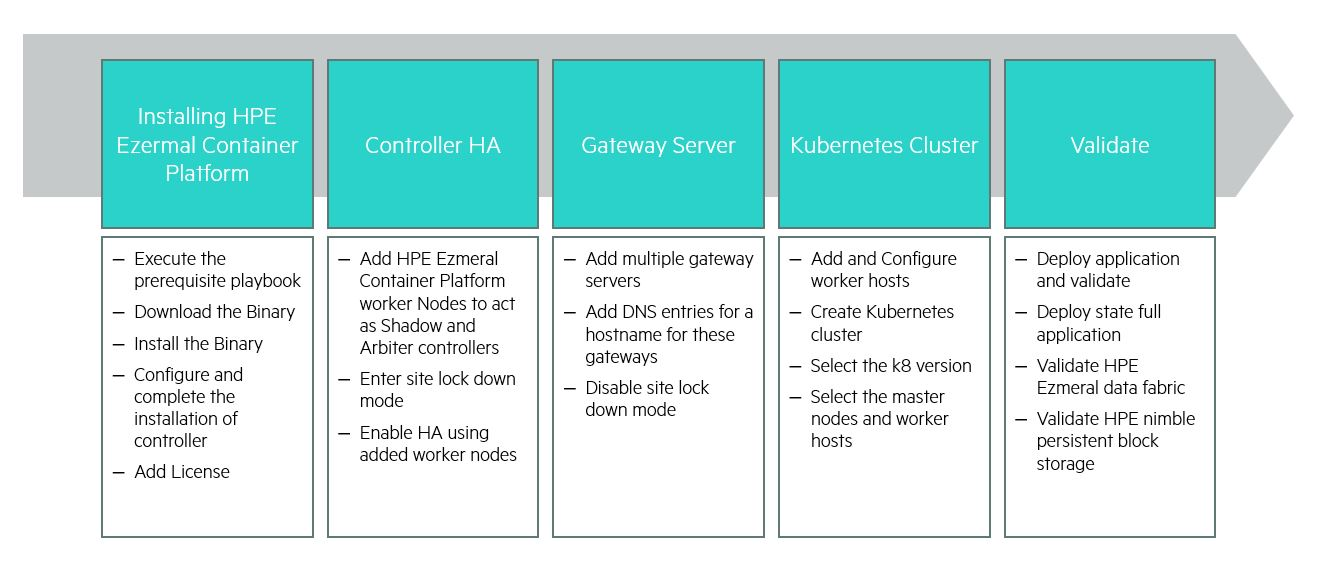 Installing HPE
Ezermal Container
Platform
Controller HA
Gateway Server
Kubernetes Cluster
Validate
– Execute the
prerequisite playbook
– Download the Binary
– Install the Binary
– Configure and
complete the
installation of
controller
– Add License
– Add HPE Ezmeral
Container Platform
worker Nodes to act
as Shadow and
Arbiter controllers
– Enter site lock down
mode
– Enable HA using
added worker nodes
– Add multiple gateway
servers
– Add DNS entries for a
hostname for these
gateways
– Disable site lock
down mode
– Add and Configure
worker hosts
– Create Kubernetes
cluster
– Select the k8 version
– Select the master
nodes and worker
hosts
– Deploy application
and validate
– Deploy state full
application
– Validate HPE
Ezmeral data fabric
– Validate HPE nimble
persistent block
storage